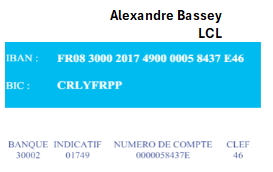 Alexandre Bassey
LCL
IBAN : FR08 3000 2017 4900 0005 8437 E46
BIC : CRLYFRPP
BANQUE INDICATIF NUMERO DE COMPTE CLEF
30002 01749 0000058437E 46